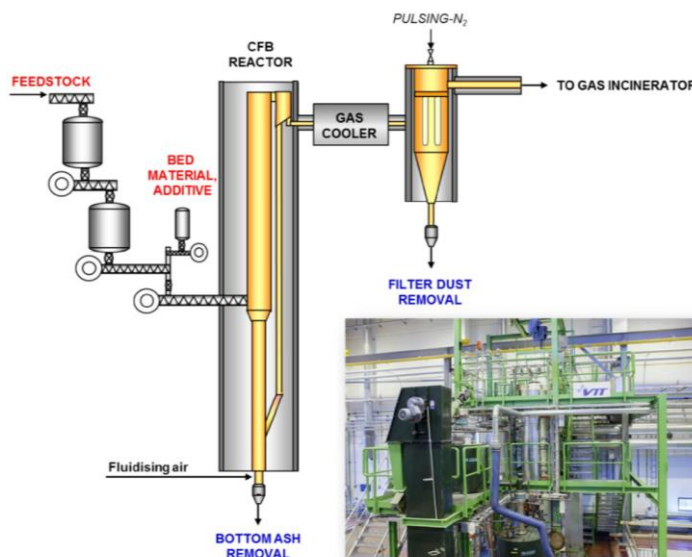 PULSING-N₂
CFB
REACTOR
FEEDSTOCK
TO GAS INCINERATOR
GAS
COOLER
BED
MATERIAL,
ADDITIVE
FILTER DUST
REMOVAL
VTT
Fluidising air
BOTTOM ASH
REMOVAL